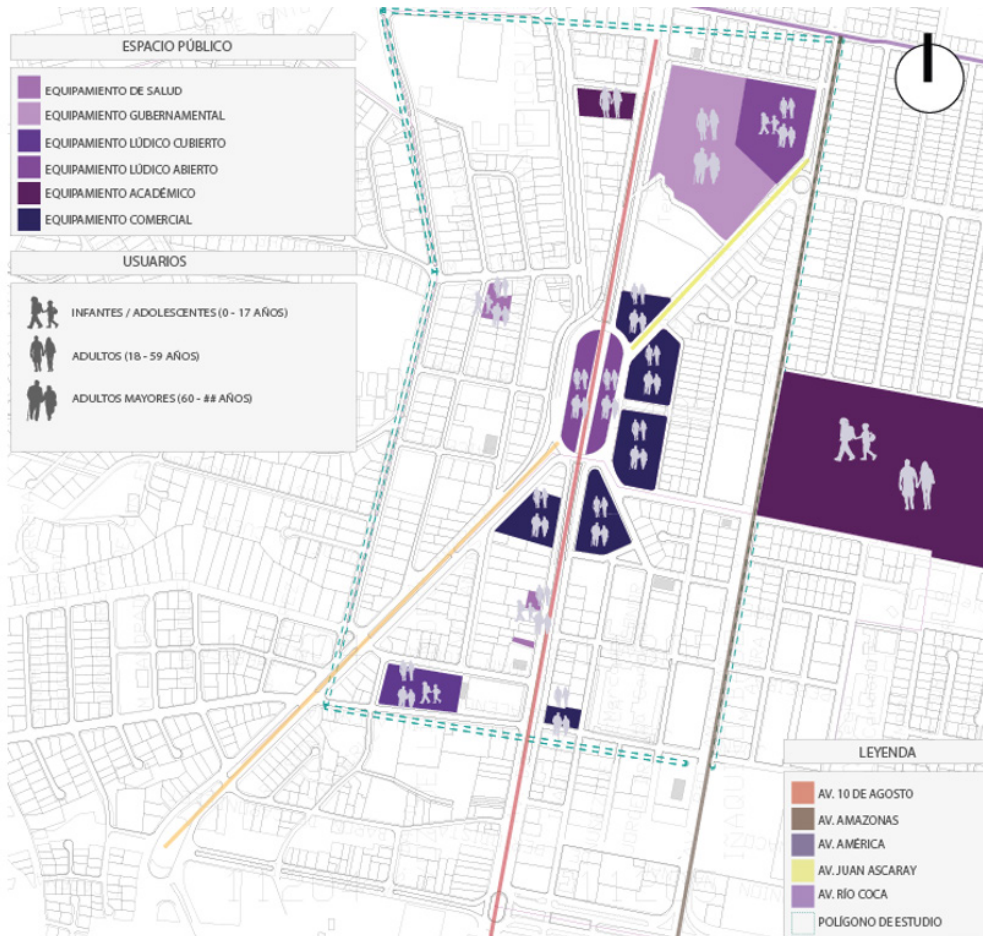 ESPACIO PÚBLICO
EQUIPAMIENTO DE SALUD
EQUIPAMIENTO GUBERNAMENTAL
EQUIPAMIENTO LÚDICO CUBIERTO
EQUIPAMIENTO LÚDICO ABIERTO
EQUIPAMIENTO ACADÉMICO
EQUIPAMIENTO COMERCIAL
USUARIOS
INFANTES / ADOLESCENTES (0 - 17 AÑOS)
ADULTOS (18 - 59 AÑOS)
ADULTOS MAYORES (60 - ## AÑOS)
LEYENDA
AV. 10 DE AGOSTO
AV. AMAZONAS
AV. AMÉRICA
AV. JUAN ASCARAY
AV. RÍO COCA
POLÍGONO DE ESTUDIO